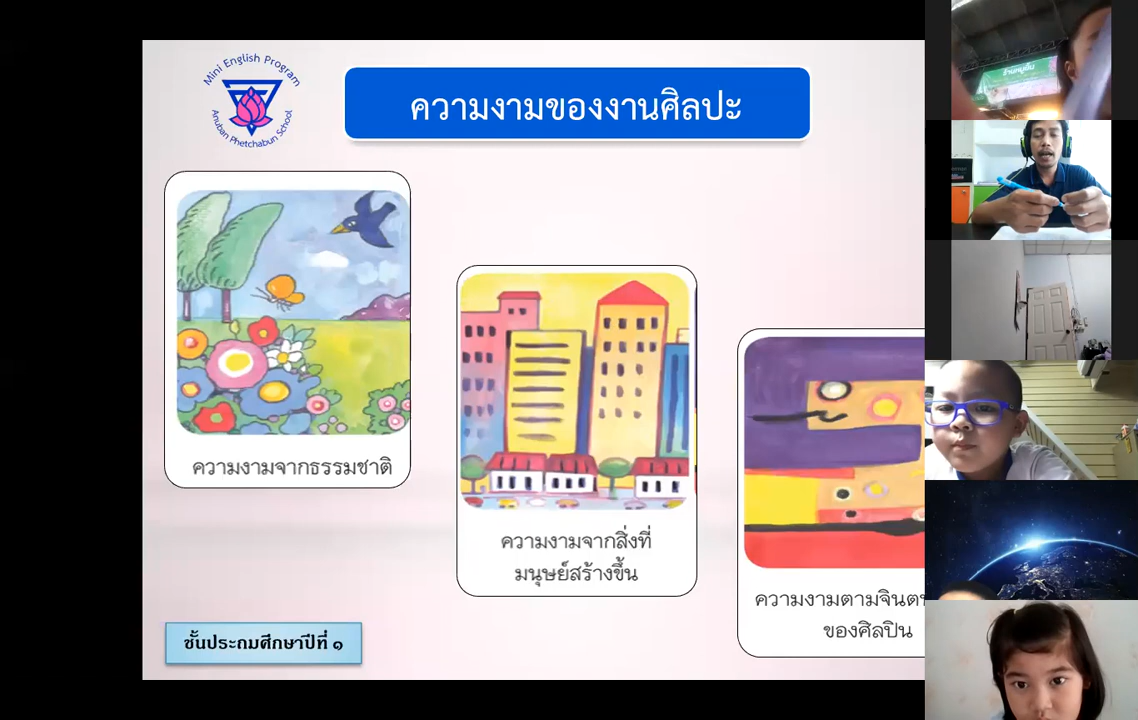 Mini English Program
Anuban Phetchabun School
ความงามของงานศิลปะ
ความงามจากธรรมชาติ
ความงามจากสิ่งที่
มนุษย์สร้างขึ้น
ความงามตามจินต
ของศิลปิน
ชั้นประถมศึกษาปีที่ ๑